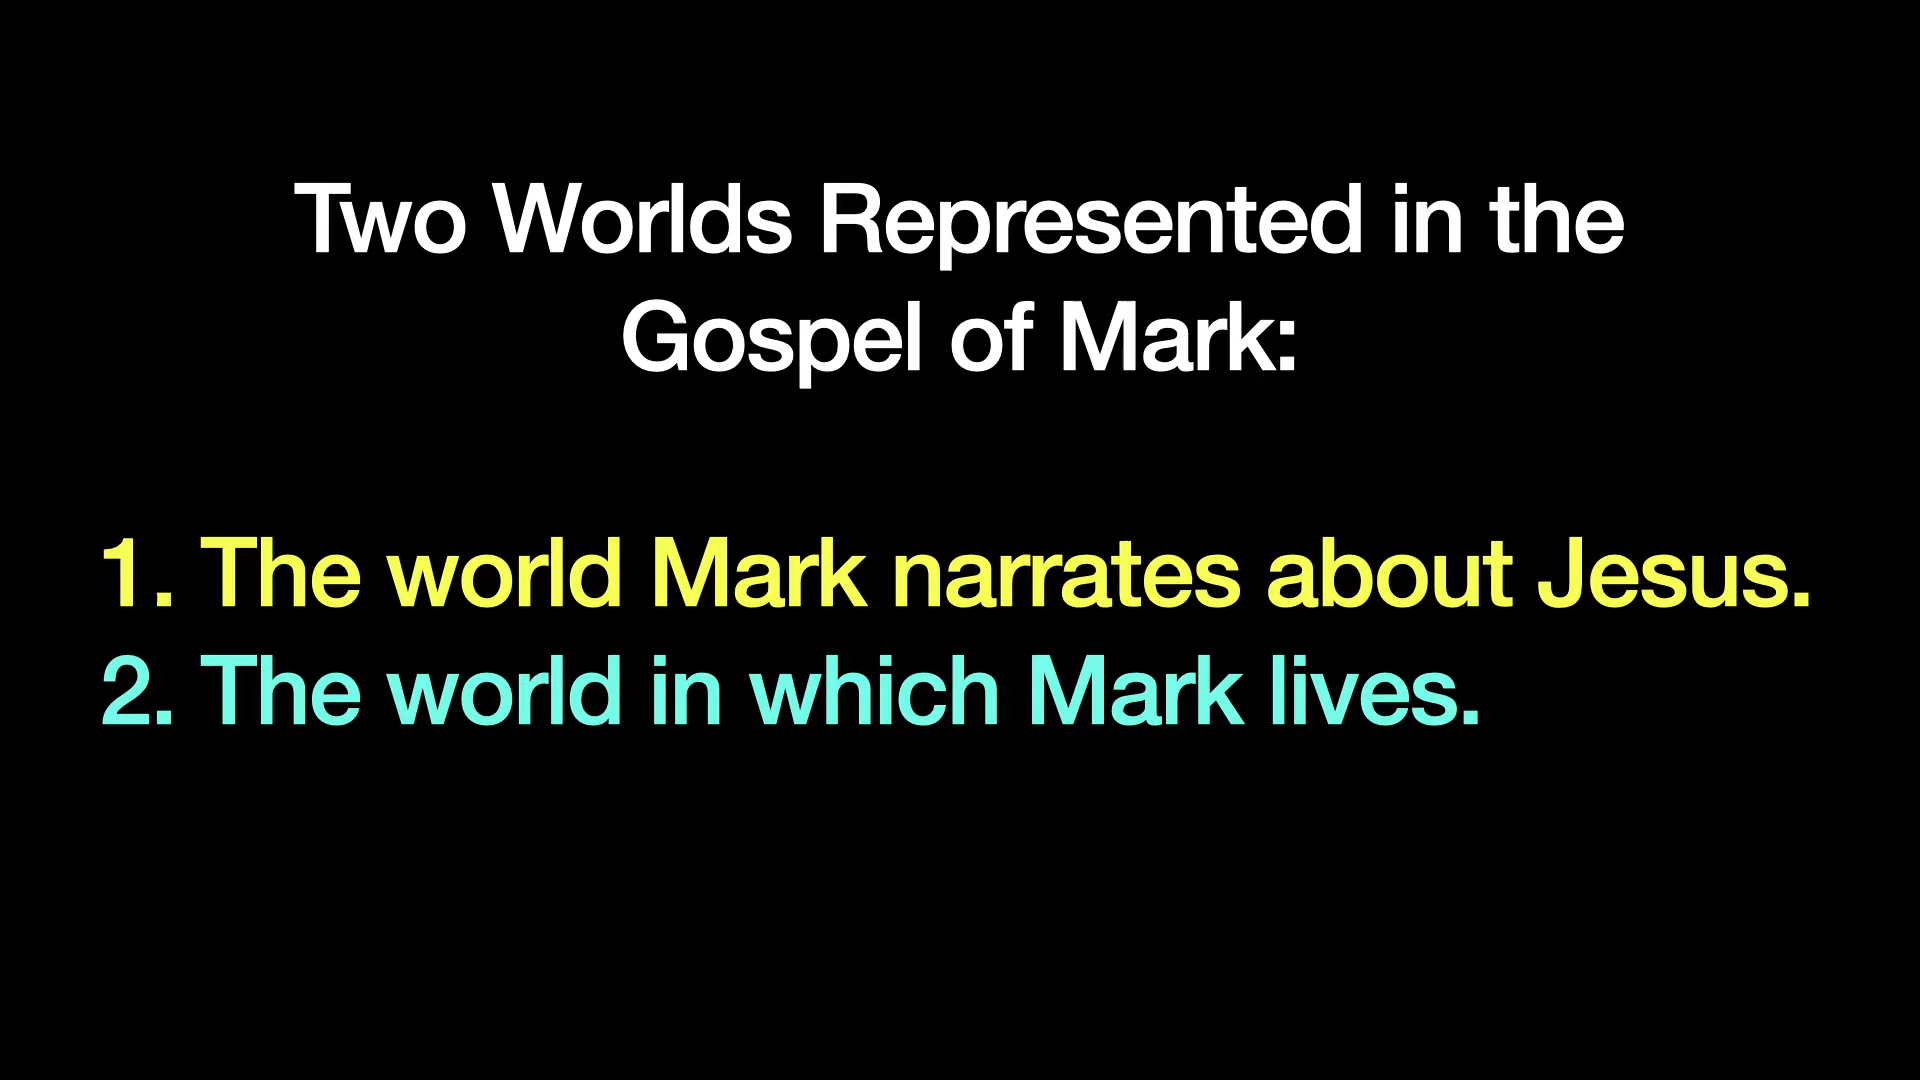 Two Worlds Represented in the
Gospel of Mark:
1. The world Mark narrates about Jesus.
2. The world in which Mark lives.